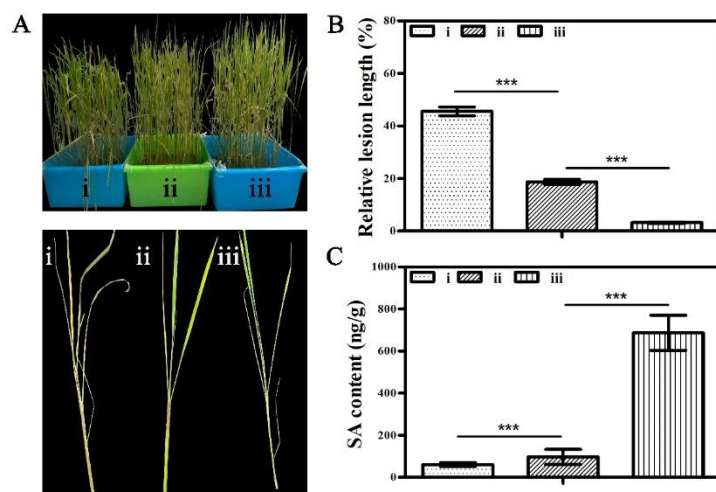 A
i
ii
iii
i
ii
iii
B
Relative lesion length (%)
80
60
40
20
0
i
ii
iii
***
***
C
SA content (ng/g)
1000
800
600
400
200
0
i
ii
iii
***
***